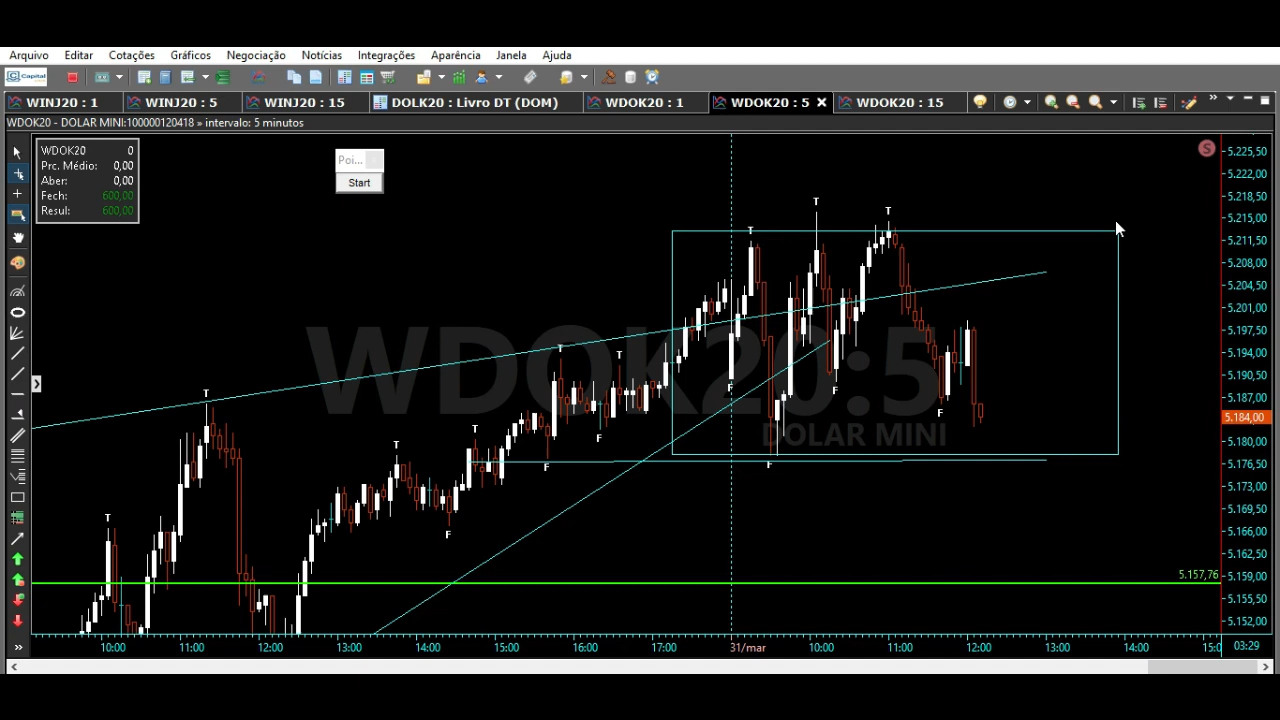 Arquivo Editar Cotações Gráficos Negociação Notícias Integrações Aparência Janela Ajuda
Capital
WINJ20 : 1 WINJ20 : 5 WINJ20 : 15 DOLK20 : Livro DT (DOM) WDOK20 : 1 WDOK20 : 5 WDOK20 : 15
WDOK20 - DOLAR MINI:100000120418 » intervalo: 5 minutos
WDOK20 0
Prc. Médio: 0,00
Aber: 0,00
Fech: 600,00
Resul: 600,00
Poi...
Start
S
WDOK20:5
DOLAR MINI
T T T T T T T T T
F F F F F F F
5.225,50
5.222,00
5.218,50
5.215,00
5.211,50
5.208,00
5.204,50
5.201,00
5.197,50
5.194,00
5.190,50
5.187,00
5.184,00
5.180,00
5.176,50
5.173,00
5.169,50
5.166,00
5.162,50
5.157,76
5.159,00
5.155,50
5.152,00
10:00 11:00 12:00 13:00 14:00 15:00 16:00 17:00 31/mar 10:00 11:00 12:00 13:00 14:00 15:0 03:29